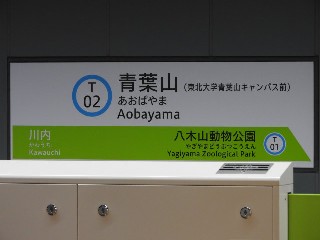 T
02
青葉山
(東北大学青葉山キャンパス前)
あおばやま
Aobayama
川内
かわうち
Kawauchi
八木山動物公園
やぎやまどうぶつこうえん
Yagiyama Zoological Park
T
01